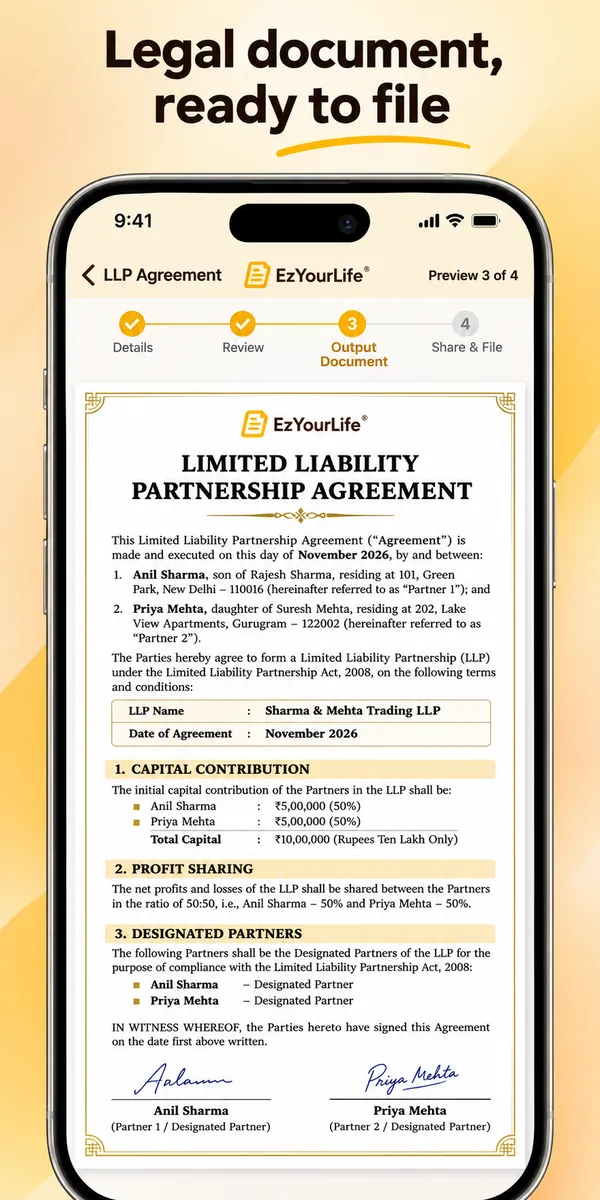 Legal document,
ready to file
9:41
LLP Agreement
EzYourLife®
Preview 3 of 4
3
4
Details
Review
Output
Document
Share & File
EzYourLife®
LIMITED LIABILITY
PARTNERSHIP AGREEMENT
This Limited Liability Partnership Agreement (“Agreement”) is
made and executed on this day of November 2026, by and between:
1. Anil Sharma, son of Rajesh Sharma, residing at 101, Green
Park, New Delhi – 110016 (hereinafter referred to as “Partner 1”); and
2. Priya Mehta, daughter of Suresh Mehta, residing at 202, Lake
View Apartments, Gurugram – 122002 (hereinafter referred to as
“Partner 2”).
The Parties hereby agree to form a Limited Liability Partnership (LLP)
under the Limited Liability Partnership Act, 2008, on the following terms
and conditions:
LLP Name : Sharma & Mehta Trading LLP
Date of Agreement : November 2026
1. CAPITAL CONTRIBUTION
The initial capital contribution of the Partners in the LLP shall be:
Anil Sharma : ₹5,00,000 (50%)
Priya Mehta : ₹5,00,000 (50%)
Total Capital : ₹10,00,000 (Rupees Ten Lakh Only)
2. PROFIT SHARING
The net profits and losses of the LLP shall be shared between the Partners
in the ratio of 50:50, i.e., Anil Sharma – 50% and Priya Mehta – 50%.
3. DESIGNATED PARTNERS
The following Partners shall be the Designated Partners of the LLP for the
purpose of compliance with the Limited Liability Partnership Act, 2008:
Anil Sharma – Designated Partner
Priya Mehta – Designated Partner
IN WITNESS WHEREOF, the Parties hereto have signed this Agreement
on the date first above written.
Priya Mehta
Anil Sharma
(Partner 1 / Designated Partner)
Priya Mehta
(Partner 2 / Designated Partner)